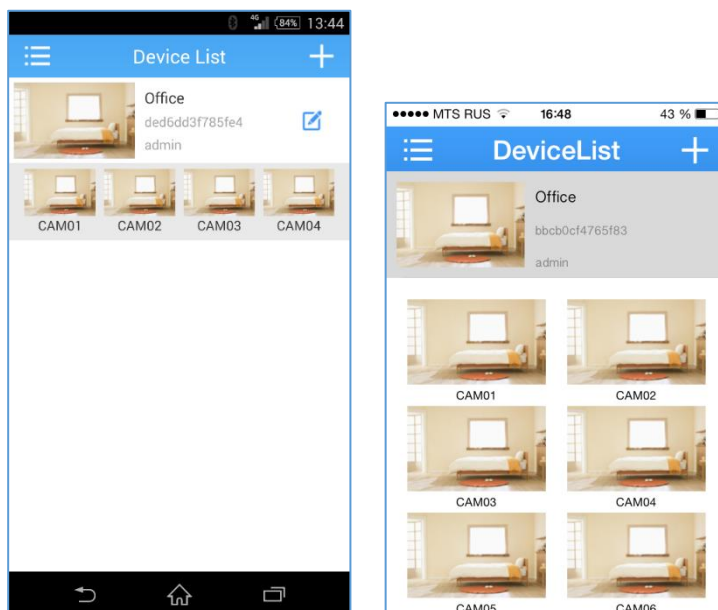 4G 84% 13:44
Device List
Office
ded6dd3f785fe4
admin
CAM01 CAM02 CAM03 CAM04
MTS RUS 16:48 43 %
DeviceList
Office
bbcb0cf4765f83
admin
CAM01 CAM02
CAM03 CAM04
CAM05 CAM06